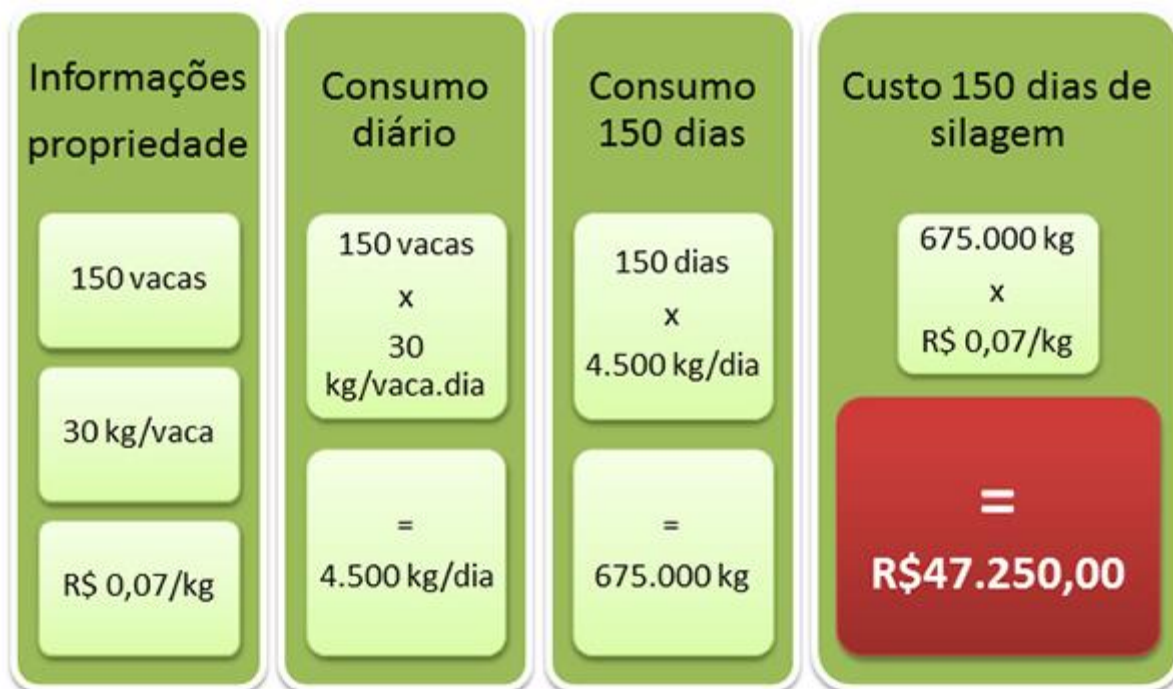 Informações
propriedade
150 vacas
30 kg/vaca
R$ 0,07/kg
Consumo
diário
150 vacas
x
30
kg/vaca.dia
=
4.500 kg/dia
Consumo
150 dias
150 dias
x
4.500 kg/dia
=
675.000 kg
Custo 150 dias de
silagem
675.000 kg
x
R$ 0,07/kg
=
R$47.250,00